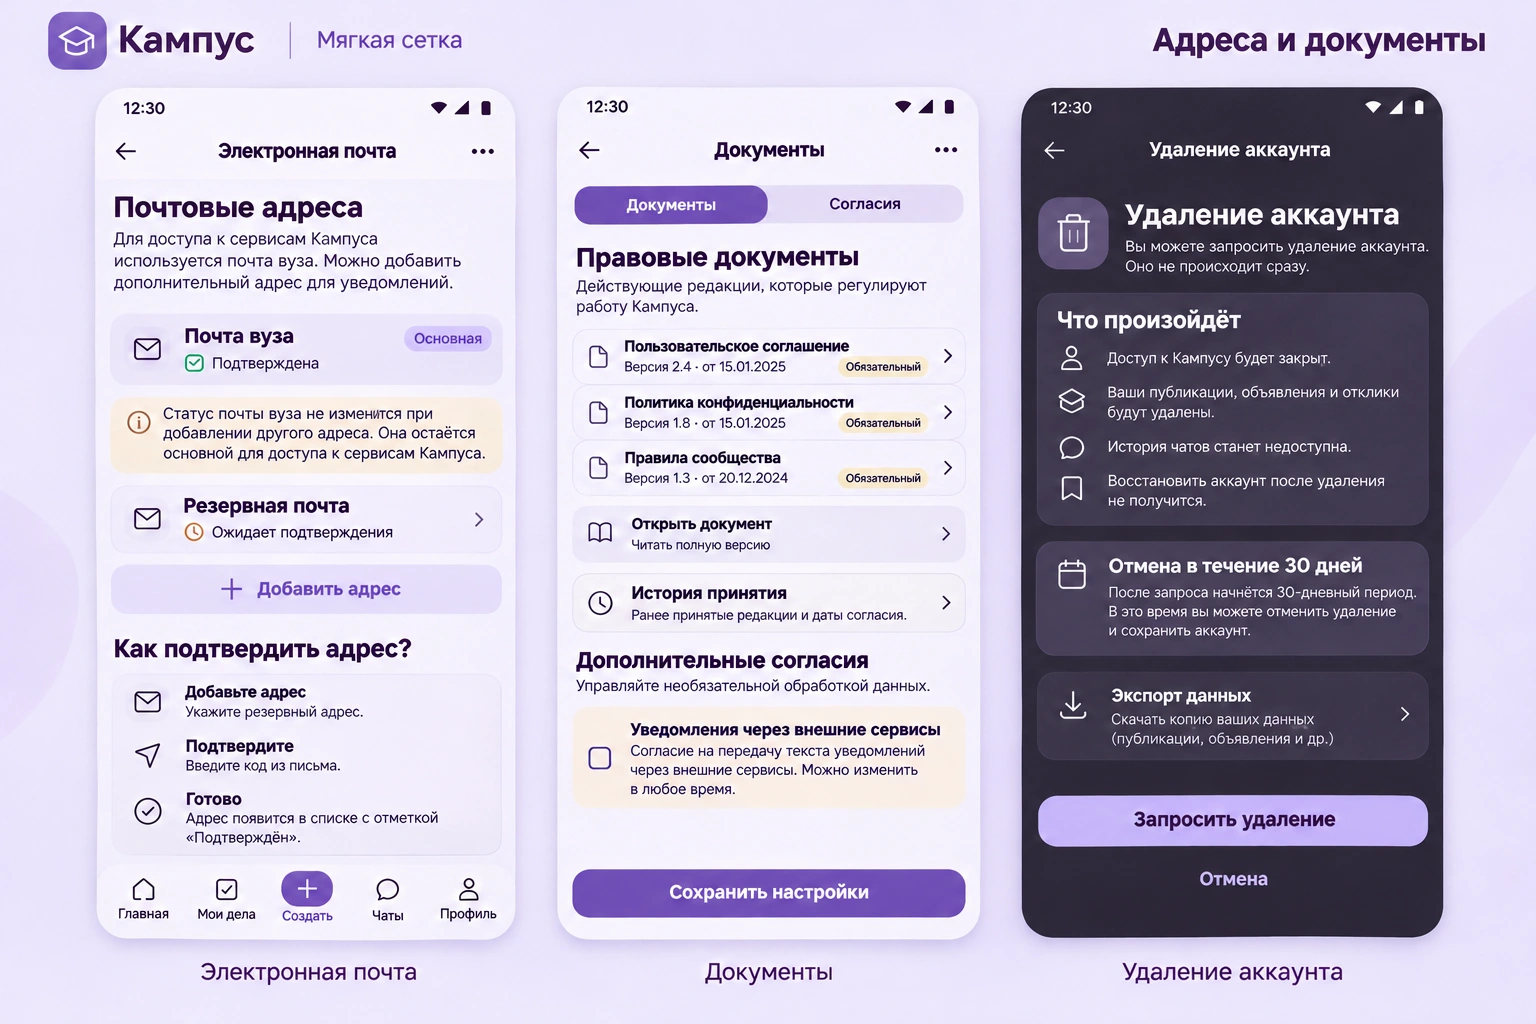 Кампус
Мягкая сетка
Адреса и документы
12:30
Электронная почта
Почтовые адреса
Для доступа к сервисам Кампуса
используется почта вуза. Можно добавить
дополнительный адрес для уведомлений.
Почта вуза
Основная
Подтверждена
Статус почты вуза не изменится при
добавлении другого адреса. Она остаётся
основной для доступа к сервисам Кампуса.
Резервная почта
Ожидает подтверждения
Добавить адрес
Как подтвердить адрес?
Добавьте адрес
Укажите резервный адрес.
Подтвердите
Введите код из письма.
Готово
Адрес появится в списке с отметкой
«Подтверждён».
Главная
Мои дела
Создать
Чаты
Профиль
Электронная почта
12:30
Документы
Документы
Согласия
Правовые документы
Действующие редакции, которые регулируют
работу Кампуса.
Пользовательское соглашение
Версия 2.4 · от 15.01.2025
Обязательный
Политика конфиденциальности
Версия 1.8 · от 15.01.2025
Обязательный
Правила сообщества
Версия 1.3 · от 20.12.2024
Обязательный
Открыть документ
Читать полную версию
История принятия
Ранее принятые редакции и даты согласия.
Дополнительные согласия
Управляйте необязательной обработкой данных.
Уведомления через внешние сервисы
Согласие на передачу текста уведомлений
через внешние сервисы. Можно изменить
в любое время.
Сохранить настройки
Документы
12:30
Удаление аккаунта
Удаление аккаунта
Вы можете запросить удаление аккаунта.
Оно не происходит сразу.
Что произойдёт
Доступ к Кампусу будет закрыт.
Ваши публикации, объявления и отклики
будут удалены.
История чатов станет недоступна.
Восстановить аккаунт после удаления
не получится.
Отмена в течение 30 дней
После запроса начнётся 30-дневный период.
В это время вы можете отменить удаление
и сохранить аккаунт.
Экспорт данных
Скачать копию ваших данных
(публикации, объявления и др.)
Запросить удаление
Отмена
Удаление аккаунта